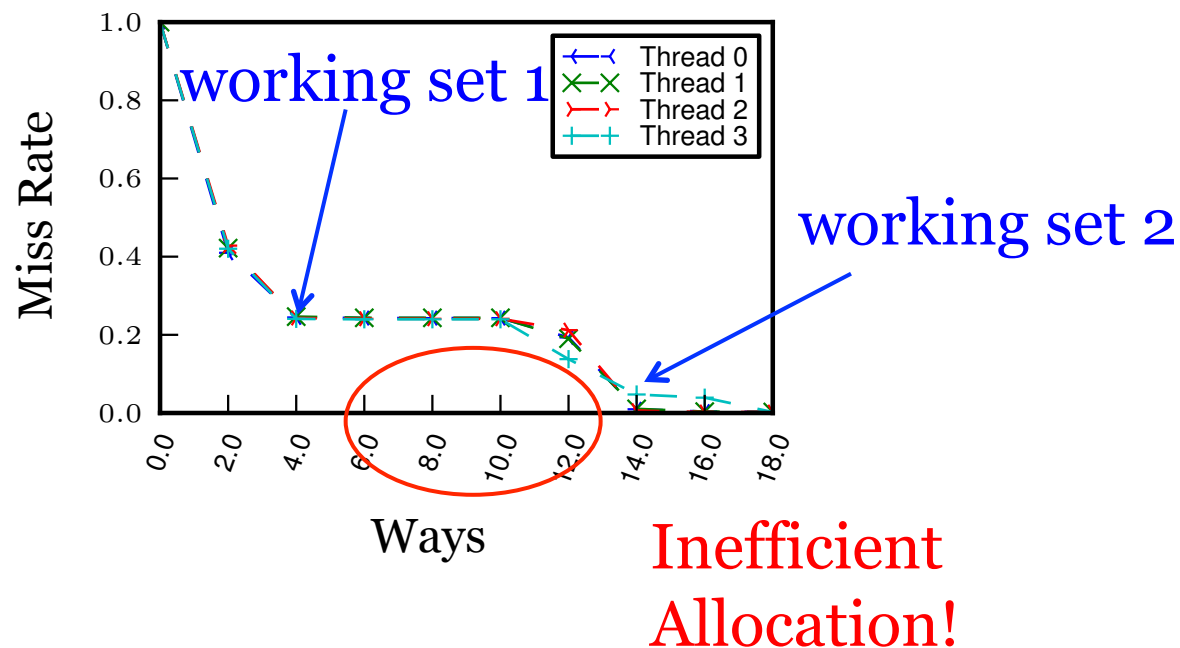 1.0
0.8
0.6
0.4
0.2
0.0
Miss Rate
working set 1
Thread 0
Thread 1
Thread 2
Thread 3
working set 2
0.0 2.0 4.0 6.0 8.0 10.0 12.0 14.0 16.0 18.0
Ways
Inefficient
Allocation!